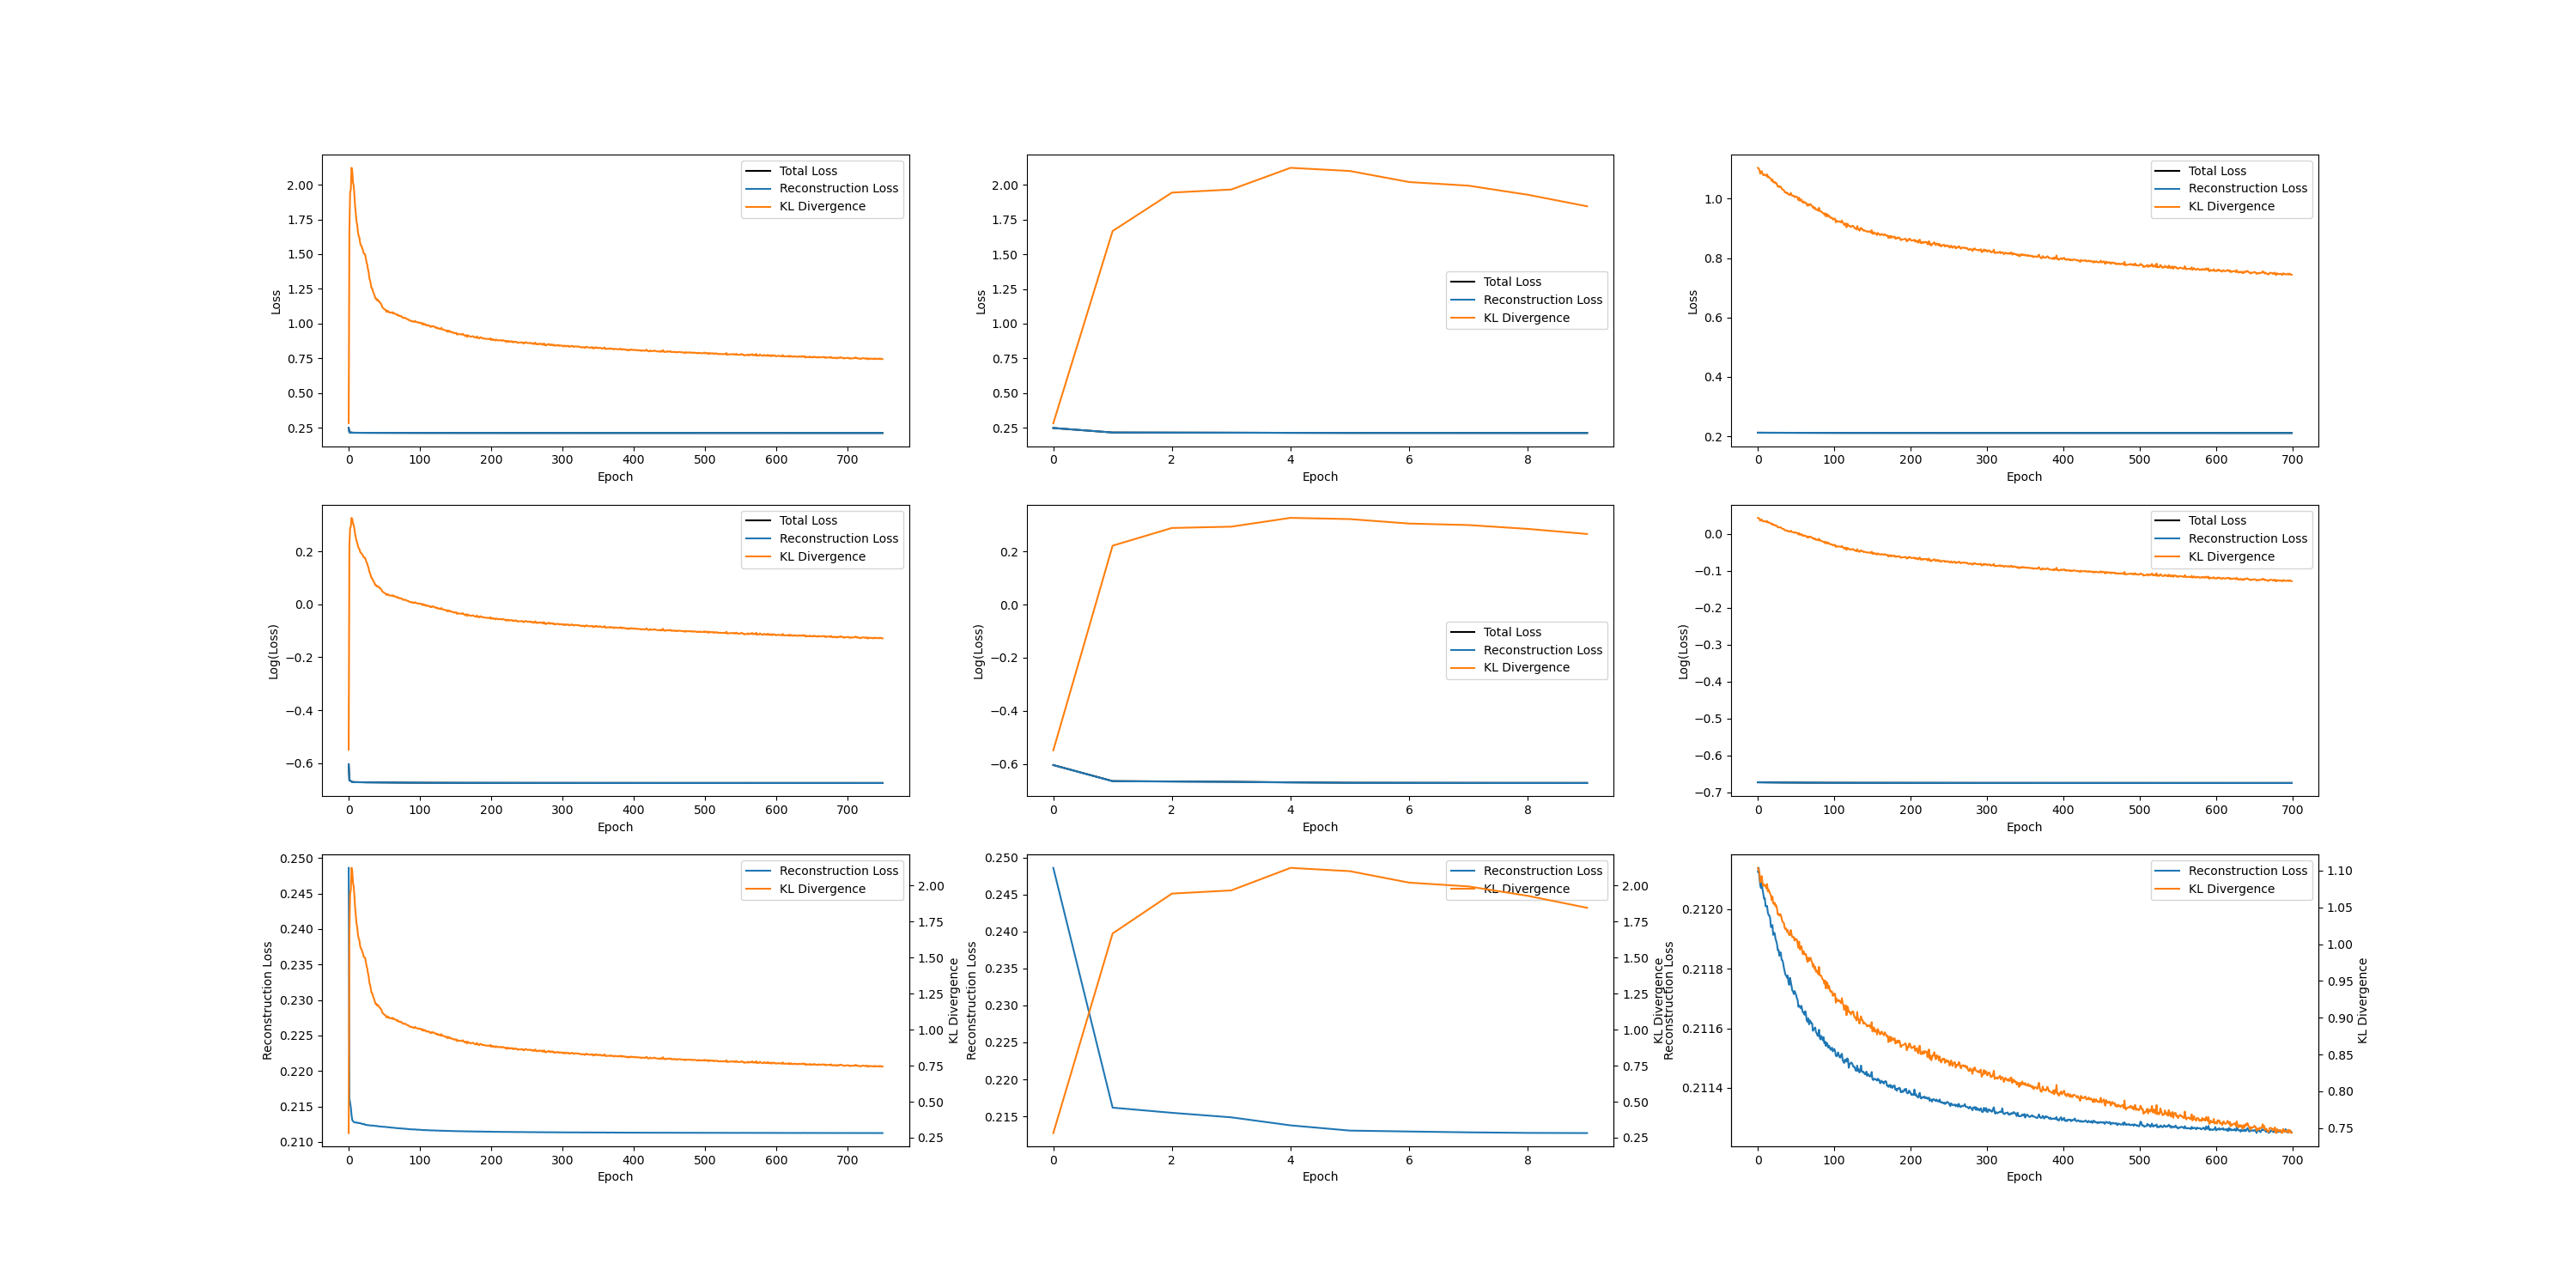 Loss
2.00
1.75
1.50
1.25
1.00
0.75
0.50
0.25
Total Loss
Reconstruction Loss
KL Divergence
0 100 200 300 400 500 600 700
Epoch
Loss
2.00
1.75
1.50
1.25
1.00
0.75
0.50
0.25
Total Loss
Reconstruction Loss
KL Divergence
0 2 4 6 8
Epoch
Loss
1.0
0.8
0.6
0.4
0.2
Total Loss
Reconstruction Loss
KL Divergence
0 100 200 300 400 500 600 700
Epoch
Log(Loss)
0.2
0.0
−0.2
−0.4
−0.6
Total Loss
Reconstruction Loss
KL Divergence
0 100 200 300 400 500 600 700
Epoch
Log(Loss)
0.2
0.0
−0.2
−0.4
−0.6
Total Loss
Reconstruction Loss
KL Divergence
0 2 4 6 8
Epoch
Log(Loss)
0.0
−0.1
−0.2
−0.3
−0.4
−0.5
−0.6
−0.7
Total Loss
Reconstruction Loss
KL Divergence
0 100 200 300 400 500 600 700
Epoch
Reconstruction Loss
0.250
0.245
0.240
0.235
0.230
0.225
0.220
0.215
0.210
Reconstruction Loss
KL Divergence
2.00
1.75
1.50
1.25
1.00
0.75
0.50
0.25
KL Divergence
0 100 200 300 400 500 600 700
Epoch
Reconstruction Loss
0.250
0.245
0.240
0.235
0.230
0.225
0.220
0.215
Reconstruction Loss
KL Divergence
2.00
1.75
1.50
1.25
1.00
0.75
0.50
0.25
KL Divergence
0 2 4 6 8
Epoch
Reconstruction Loss
0.2120
0.2118
0.2116
0.2114
Reconstruction Loss
KL Divergence
1.10
1.05
1.00
0.95
0.90
0.85
0.80
0.75
KL Divergence
0 100 200 300 400 500 600 700
Epoch